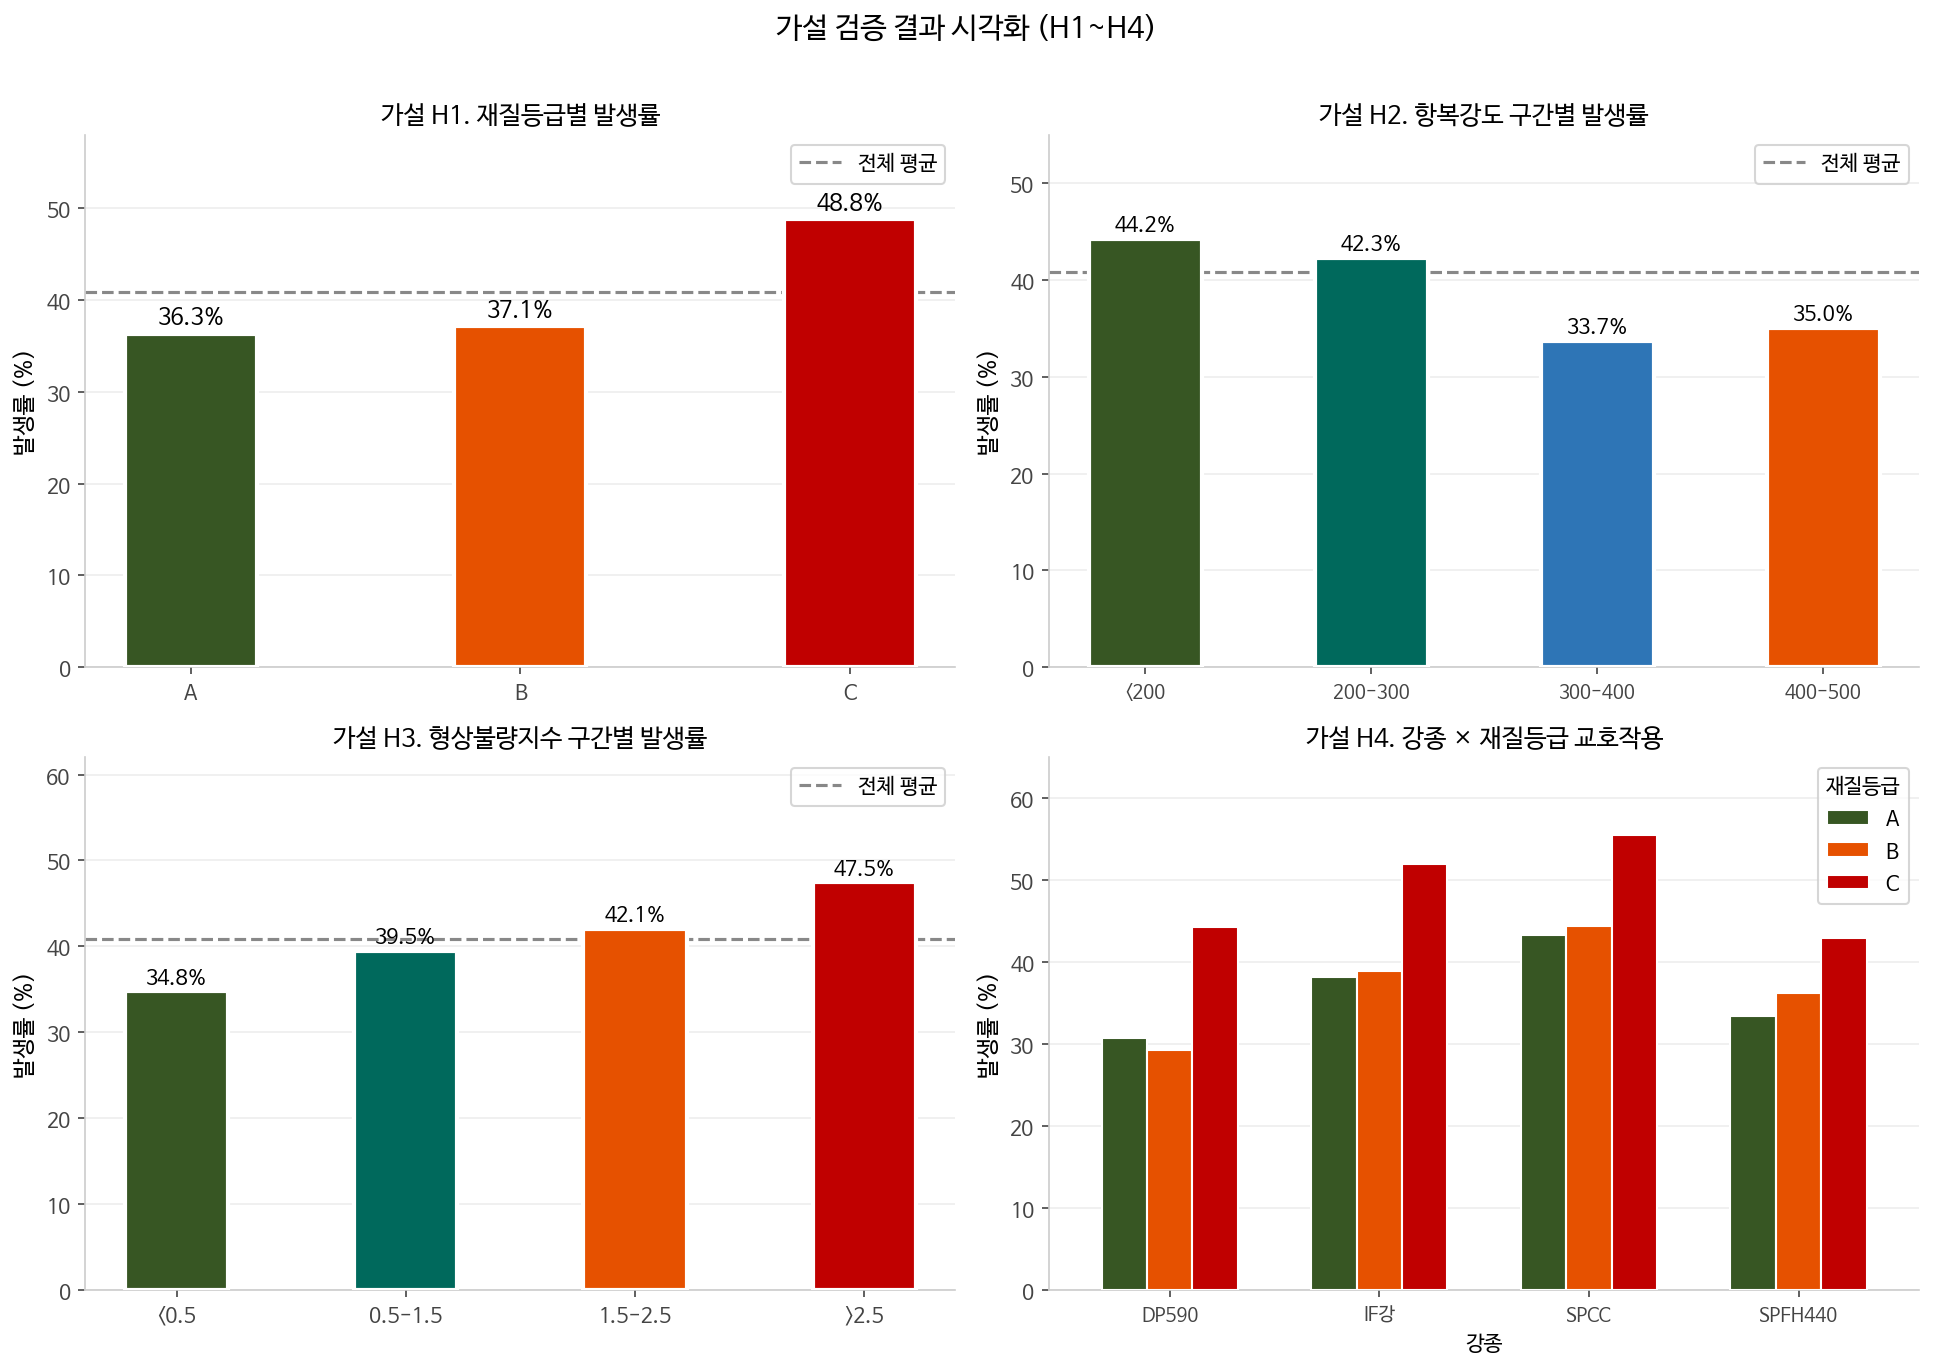 가설 검증 결과 시각화 (H1~H4)
가설 H1. 재질등급별 발생률
전체 평균
발생률 (%)
50
40
30
20
10
0
36.3%
37.1%
48.8%
A
B
C
가설 H2. 항복강도 구간별 발생률
전체 평균
발생률 (%)
50
40
30
20
10
0
44.2%
42.3%
33.7%
35.0%
<200
200-300
300-400
400-500
가설 H3. 형상불량지수 구간별 발생률
전체 평균
발생률 (%)
60
50
40
30
20
10
0
34.8%
39.5%
42.1%
47.5%
<0.5
0.5-1.5
1.5-2.5
>2.5
가설 H4. 강종 × 재질등급 교호작용
재질등급
A
B
C
발생률 (%)
60
50
40
30
20
10
0
DP590
IF강
SPCC
SPFH440
강종